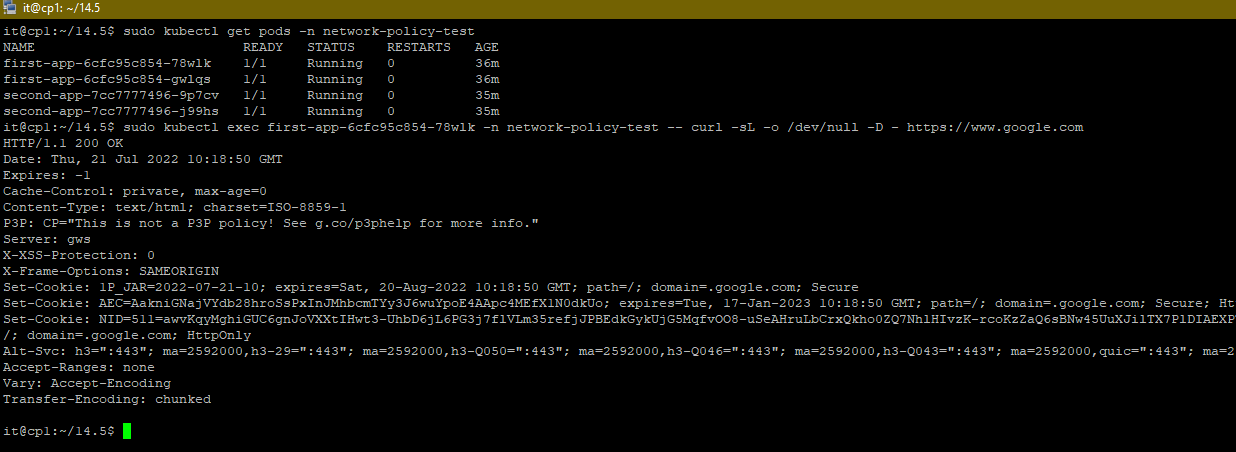 it@cp1: ~/14.5
it@cp1:~/14.5$ sudo kubectl get pods -n network-policy-test
NAME READY STATUS RESTARTS AGE
first-app-6cfc95c854-78wlk 1/1 Running 0 36m
first-app-6cfc95c854-gwlqs 1/1 Running 0 36m
second-app-7cc7777496-9p7cv 1/1 Running 0 35m
second-app-7cc7777496-j99hs 1/1 Running 0 35m
it@cp1:~/14.5$ sudo kubectl exec first-app-6cfc95c854-78wlk -n network-policy-test -- curl -sL -o /dev/null -D - https://www.google.com
HTTP/1.1 200 OK
Date: Thu, 21 Jul 2022 10:18:50 GMT
Expires: -1
Cache-Control: private, max-age=0
Content-Type: text/html; charset=ISO-8859-1
P3P: CP="This is not a P3P policy! See g.co/p3phelp for more info."
Server: gws
X-XSS-Protection: 0
X-Frame-Options: SAMEORIGIN
Set-Cookie: 1P_JAR=2022-07-21-10; expires=Sat, 20-Aug-2022 10:18:50 GMT; path=/; domain=.google.com; Secure
Set-Cookie: AEC=AakniGNajVYdb28hroSsPxInJMhbcmTYy3J6wuYpoE4AApc4MEfX1N0dkUo; expires=Tue, 17-Jan-2023 10:18:50 GMT; path=/; domain=.google.com; Secure; Ht
Set-Cookie: NID=511=awvKqyMghiGUC6gnJoVXXtIHwt3-UhbD6jL6PG3j7flVLm35refjJPBEdkGykUjG5MqfvOO8-uSeAHruLbCrxQkho0ZQ7NhlHIvzK-rcoKzZaQ6sBNw45UuXJilTX7PlDIAEXP
/; domain=.google.com; HttpOnly
Alt-Svc: h3=":443"; ma=2592000,h3-29=":443"; ma=2592000,h3-Q050=":443"; ma=2592000,h3-Q046=":443"; ma=2592000,h3-Q043=":443"; ma=2592000,quic=":443"; ma=2
Accept-Ranges: none
Vary: Accept-Encoding
Transfer-Encoding: chunked
it@cp1:~/14.5$